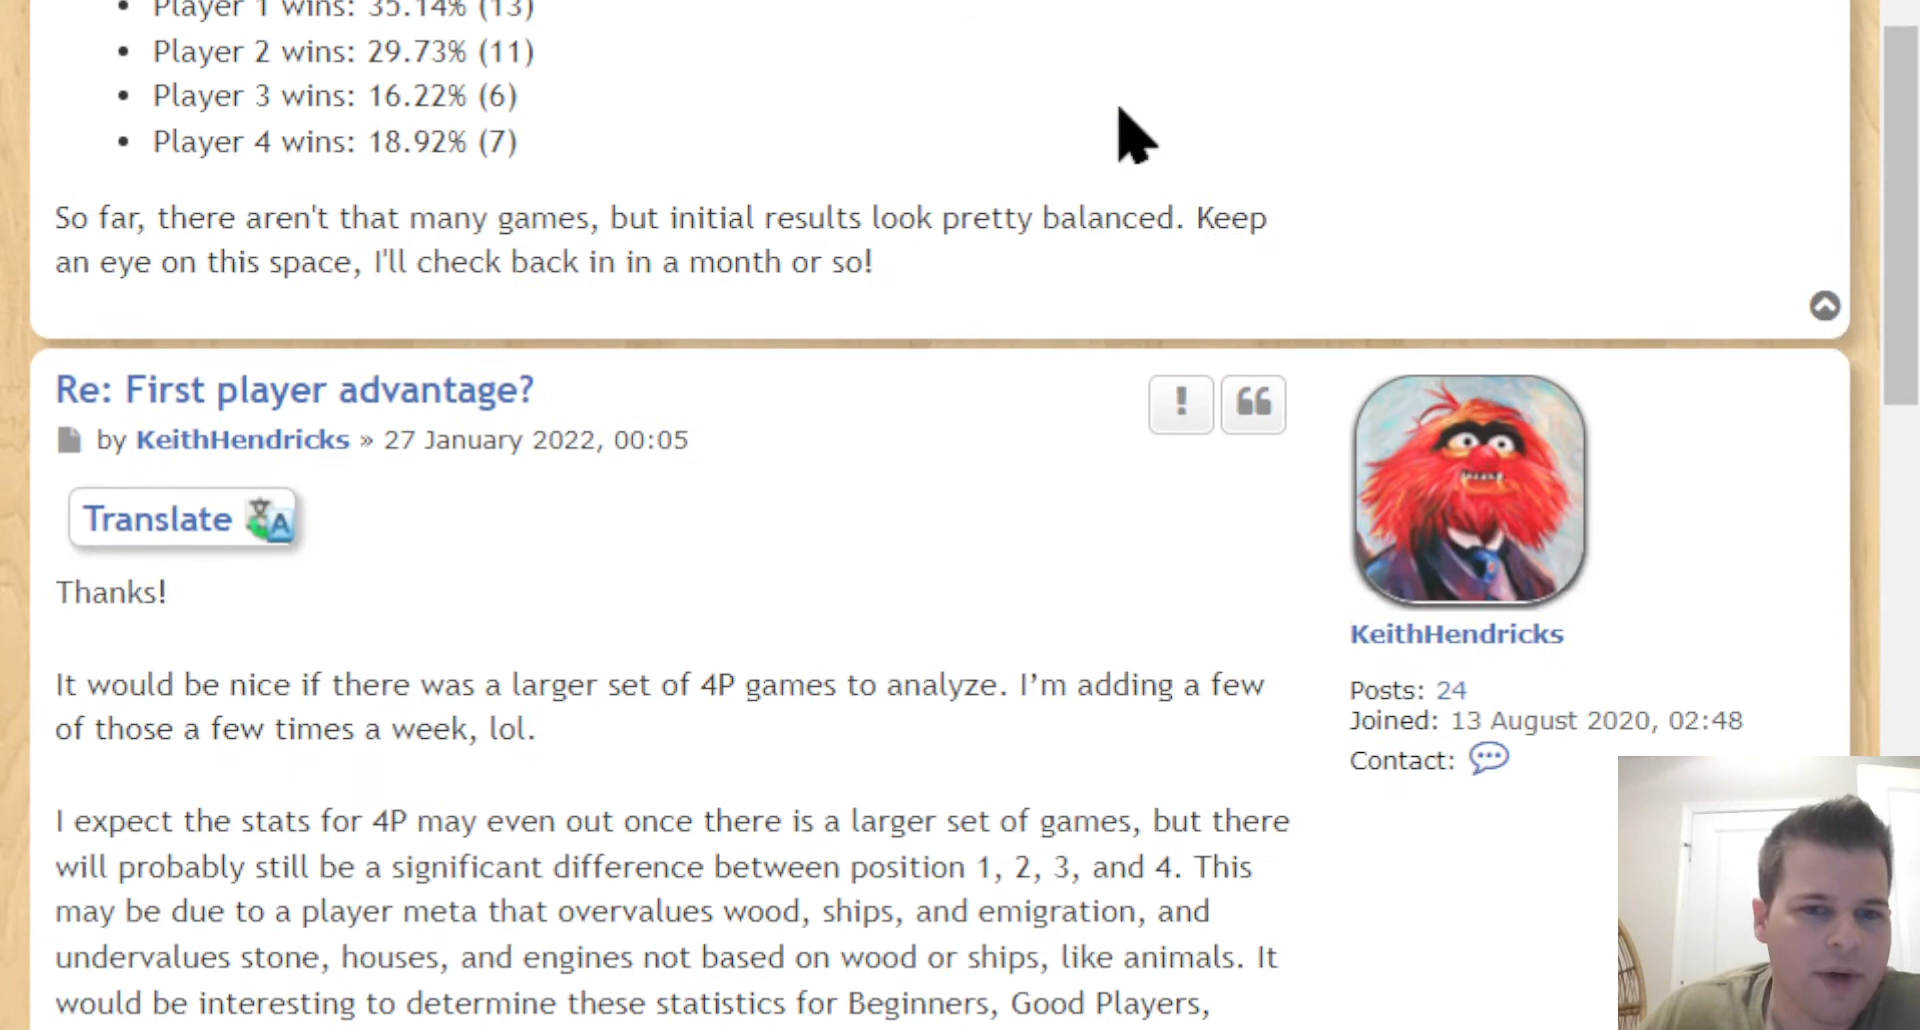 Player 1 wins: 35.14% (13)
Player 2 wins: 29.73% (11)
Player 3 wins: 16.22% (6)
Player 4 wins: 18.92% (7)
So far, there aren't that many games, but initial results look pretty balanced. Keep
an eye on this space, I'll check back in in a month or so!
Re: First player advantage?
by KeithHendricks » 27 January 2022, 00:05
Translate
Thanks!
It would be nice if there was a larger set of 4P games to analyze. I’m adding a few
of those a few times a week, lol.
I expect the stats for 4P may even out once there is a larger set of games, but there
will probably still be a significant difference between position 1, 2, 3, and 4. This
may be due to a player meta that overvalues wood, ships, and emigration, and
undervalues stone, houses, and engines not based on wood or ships, like animals. It
would be interesting to determine these statistics for Beginners, Good Players,
KeithHendricks
Posts: 24
Joined: 13 August 2020, 02:48
Contact: